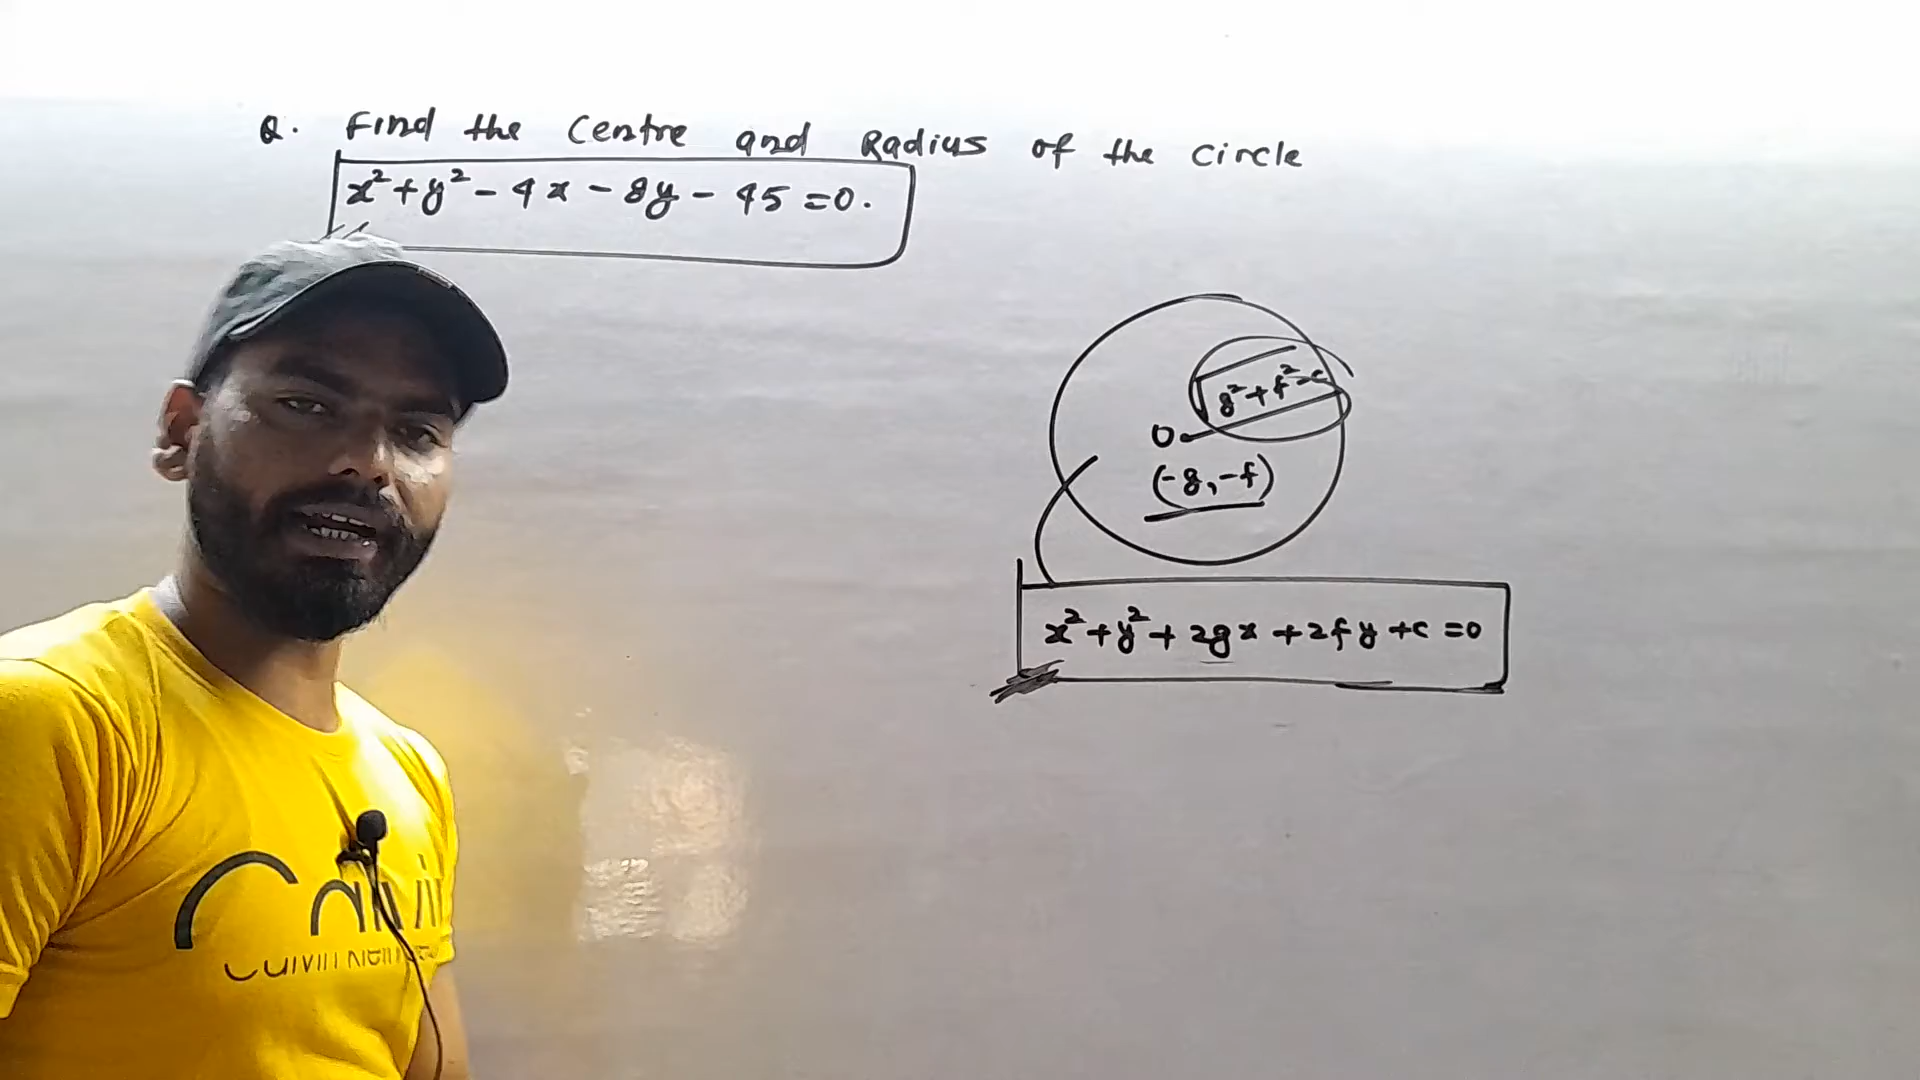 Q. Find the Centre and Radius of the circle
x² + y² - 4x - 8y - 45 = 0.
√g² + f² - c
O
(-g, -f)
x² + y² + 2gx + 2fy + c = 0
Calvin